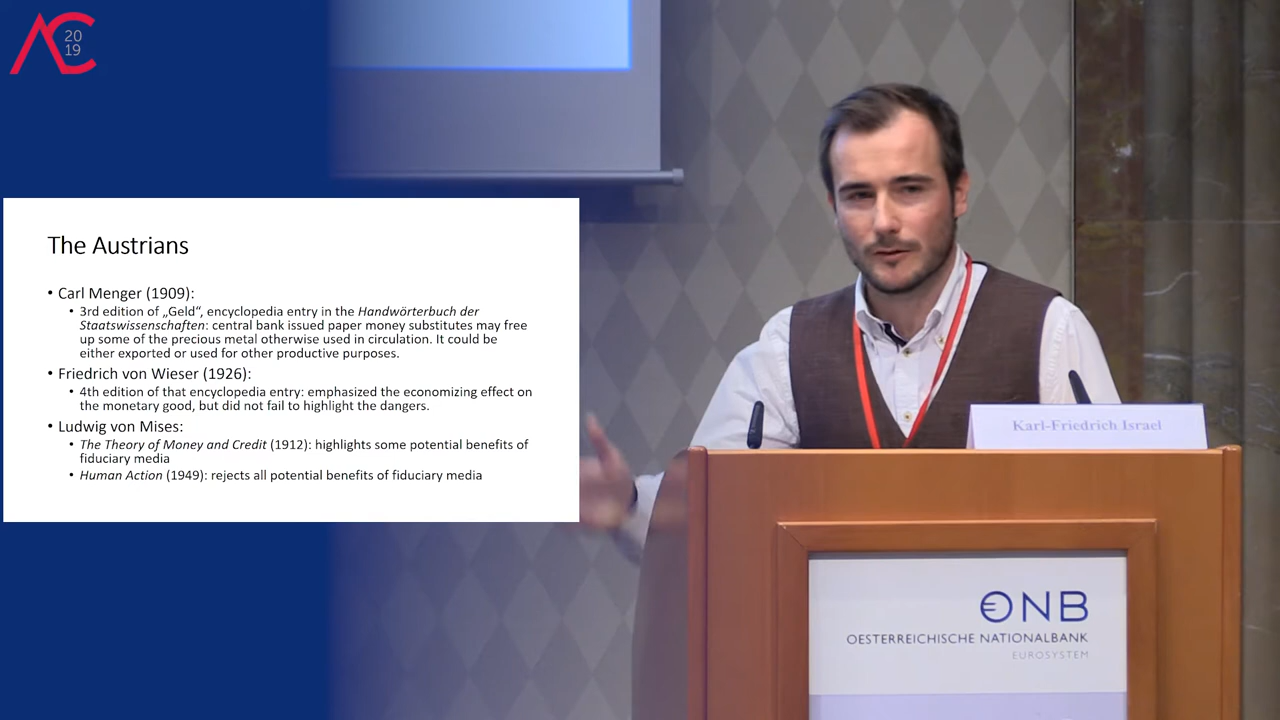 AC
20
19
The Austrians
• Carl Menger (1909):
• 3rd edition of „Geld“, encyclopedia entry in the Handwörterbuch der
Staatswissenschaften: central bank issued paper money substitutes may free
up some of the precious metal otherwise used in circulation. It could be
either exported or used for other productive purposes.
• Friedrich von Wieser (1926):
• 4th edition of that encyclopedia entry: emphasized the economizing effect on
the monetary good, but did not fail to highlight the dangers.
• Ludwig von Mises:
• The Theory of Money and Credit (1912): highlights some potential benefits of
fiduciary media
• Human Action (1949): rejects all potential benefits of fiduciary media
Karl-Friedrich Israel
ONB
OESTERREICHISCHE NATIONALBANK
EUROSYSTEM